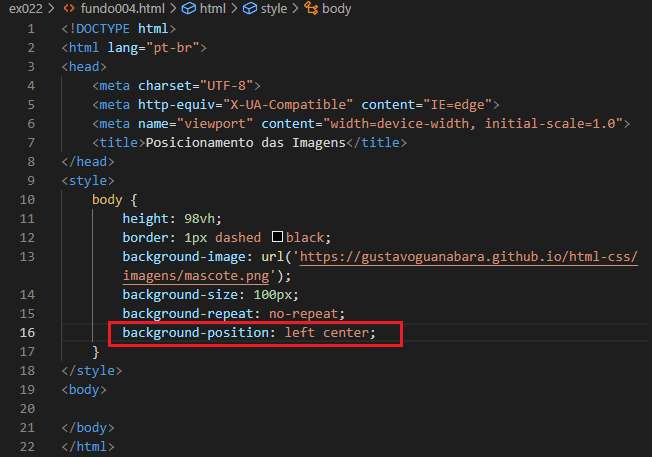 ex022 > <> fundo004.html > html > style > body
1 <!DOCTYPE html>
2 <html lang="pt-br">
3 <head>
4     <meta charset="UTF-8">
5     <meta http-equiv="X-UA-Compatible" content="IE=edge">
6     <meta name="viewport" content="width=device-width, initial-scale=1.0">
7     <title>Posicionamento das Imagens</title>
8 </head>
9 <style>
10     body {
11         height: 98vh;
12         border: 1px dashed black;
13         background-image: url('https://gustavoguanabara.github.io/html-css/
imagens/mascote.png');
14         background-size: 100px;
15         background-repeat: no-repeat;
16         background-position: left center;
17     }
18 </style>
19 <body>
20
21 </body>
22 </html>